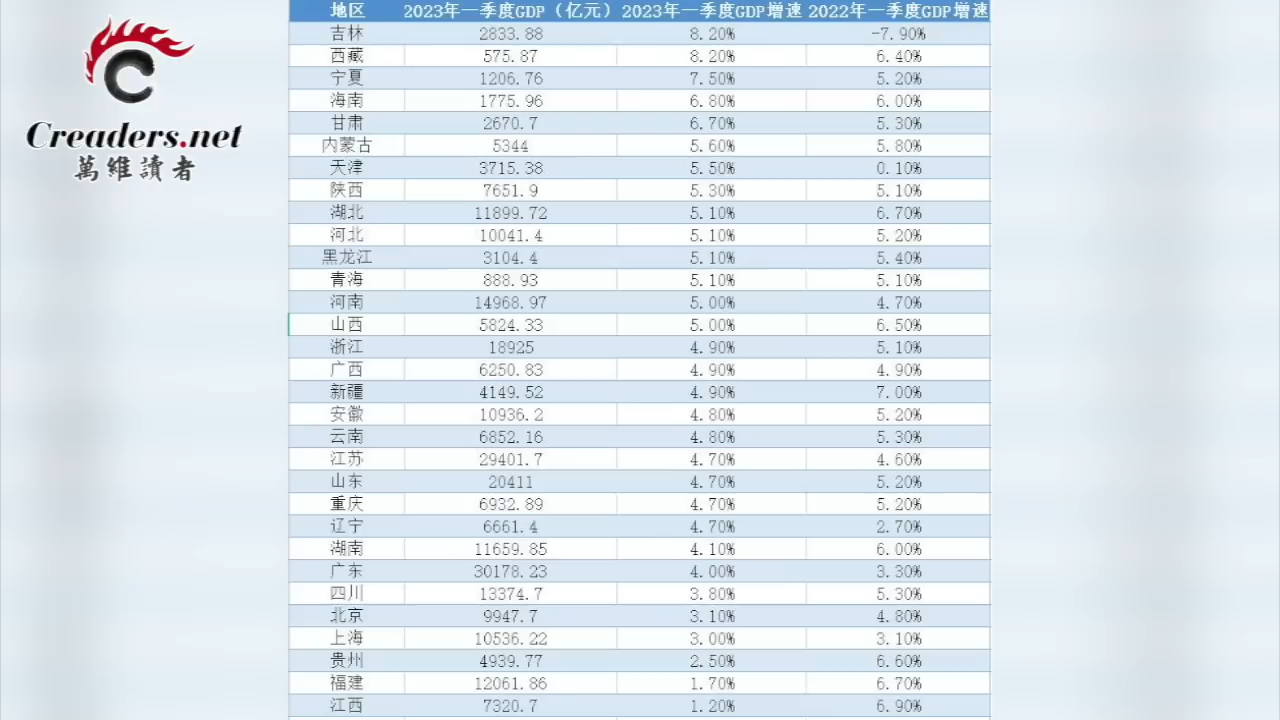 Creaders.net
萬維讀者
地区 2023年一季度GDP（亿元） 2023年一季度GDP增速 2022年一季度GDP增速
吉林 2833.88 8.20% -7.90%
西藏 575.87 8.20% 6.40%
宁夏 1206.76 7.50% 5.20%
海南 1775.96 6.80% 6.00%
甘肃 2670.7 6.70% 5.30%
内蒙古 5344 5.60% 5.80%
天津 3715.38 5.50% 0.10%
陕西 7651.9 5.30% 5.10%
湖北 11899.72 5.10% 6.70%
河北 10041.4 5.10% 5.20%
黑龙江 3104.4 5.10% 5.40%
青海 888.93 5.10% 5.10%
河南 14968.97 5.00% 4.70%
山西 5824.33 5.00% 6.50%
浙江 18925 4.90% 5.10%
广西 6250.83 4.90% 4.90%
新疆 4149.52 4.90% 7.00%
安徽 10936.2 4.80% 5.20%
云南 6852.16 4.80% 5.30%
江苏 29401.7 4.70% 4.60%
山东 20411 4.70% 5.20%
重庆 6932.89 4.70% 5.20%
辽宁 6661.4 4.70% 2.70%
湖南 11659.85 4.10% 6.00%
广东 30178.23 4.00% 3.30%
四川 13374.7 3.80% 5.30%
北京 9947.7 3.10% 4.80%
上海 10536.22 3.00% 3.10%
贵州 4939.77 2.50% 6.60%
福建 12061.86 1.70% 6.70%
江西 7320.7 1.20% 6.90%